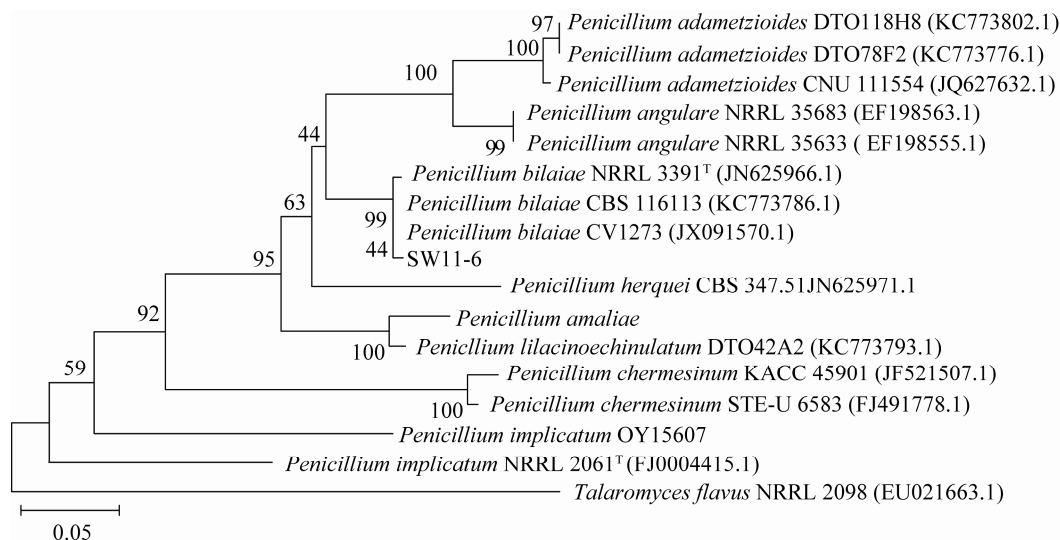 97
Penicillium adametzioides DTO118H8 (KC773802.1)
100
Penicillium adametzioides DTO78F2 (KC773776.1)
100
Penicillium adametzioides CNU 111554 (JQ627632.1)
Penicillium angulare NRRL 35683 (EF198563.1)
44
99
Penicillium angulare NRRL 35633 ( EF198555.1)
Penicillium bilaiae NRRL 3391ᵀ (JN625966.1)
63
Penicillium bilaiae CBS 116113 (KC773786.1)
99
Penicillium bilaiae CV1273 (JX091570.1)
44
95
SW11-6
Penicillium herquei CBS 347.51JN625971.1
92
Penicillium amaliae
100
Penicllium lilacinoechinulatum DTO42A2 (KC773793.1)
59
Penicillium chermesinum KACC 45901 (JF521507.1)
100
Penicillium chermesinum STE-U 6583 (FJ491778.1)
Penicillium implicatum OY15607
Penicillium implicatum NRRL 2061ᵀ(FJ0004415.1)
Talaromyces flavus NRRL 2098 (EU021663.1)
0.05